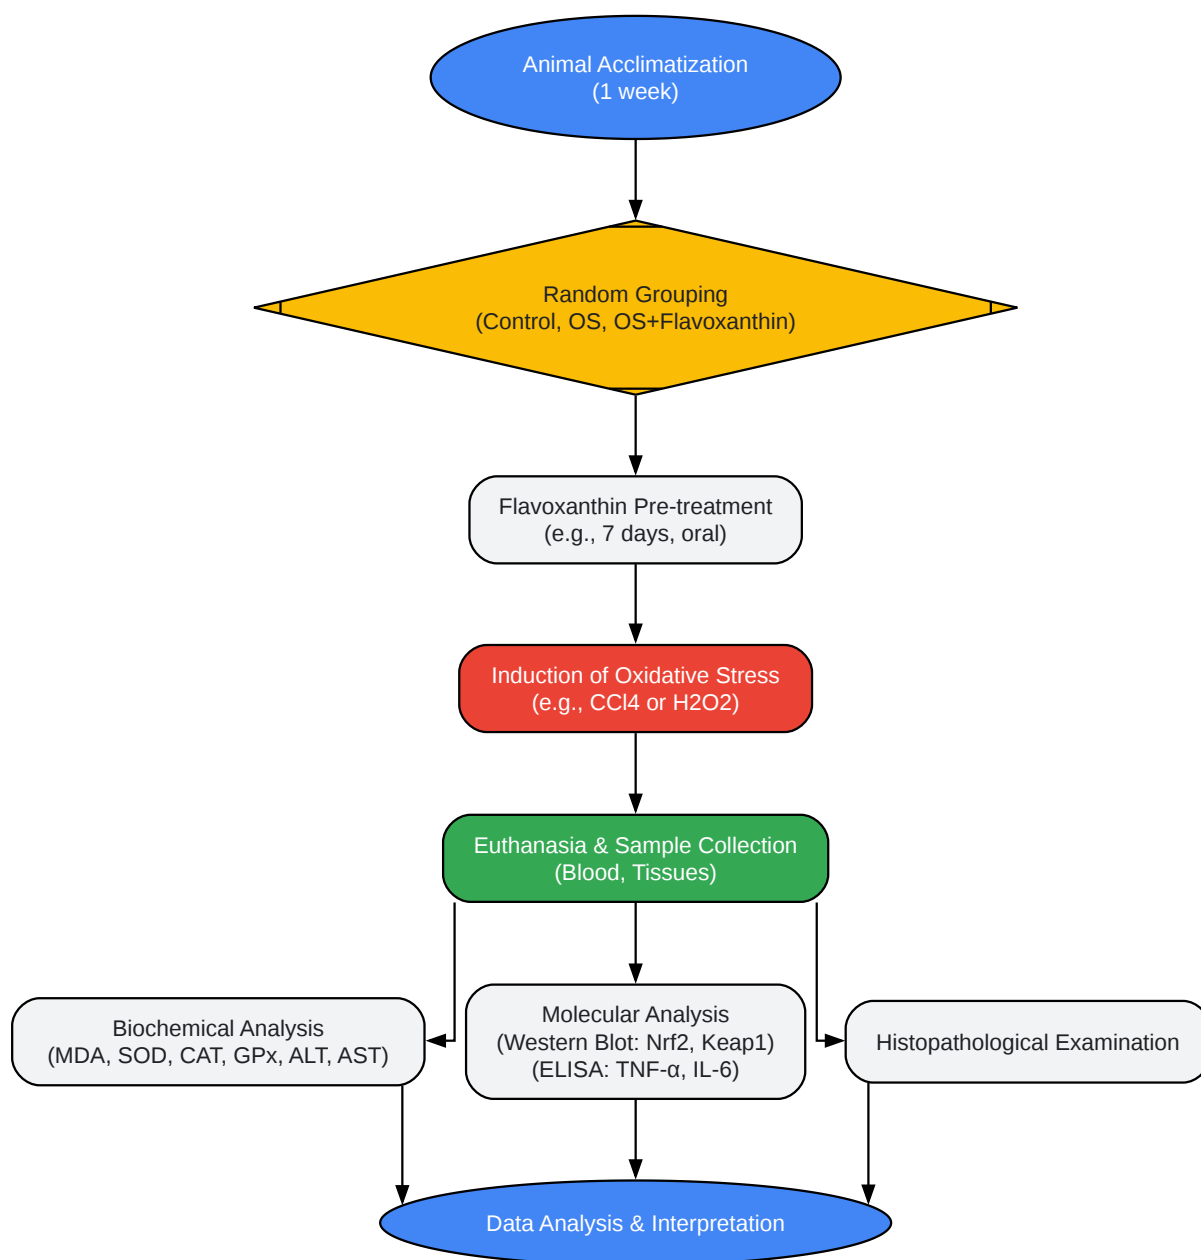 Animal Acclimatization
(1 week)
Random Grouping
(Control, OS, OS+Flavoxanthin)
Flavoxanthin Pre-treatment
(e.g., 7 days, oral)
Induction of Oxidative Stress
(e.g., CCl4 or H2O2)
Euthanasia & Sample Collection
(Blood, Tissues)
Biochemical Analysis
(MDA, SOD, CAT, GPx, ALT, AST)
Molecular Analysis
(Western Blot: Nrf2, Keap1)
(ELISA: TNF-α, IL-6)
Histopathological Examination
Data Analysis & Interpretation